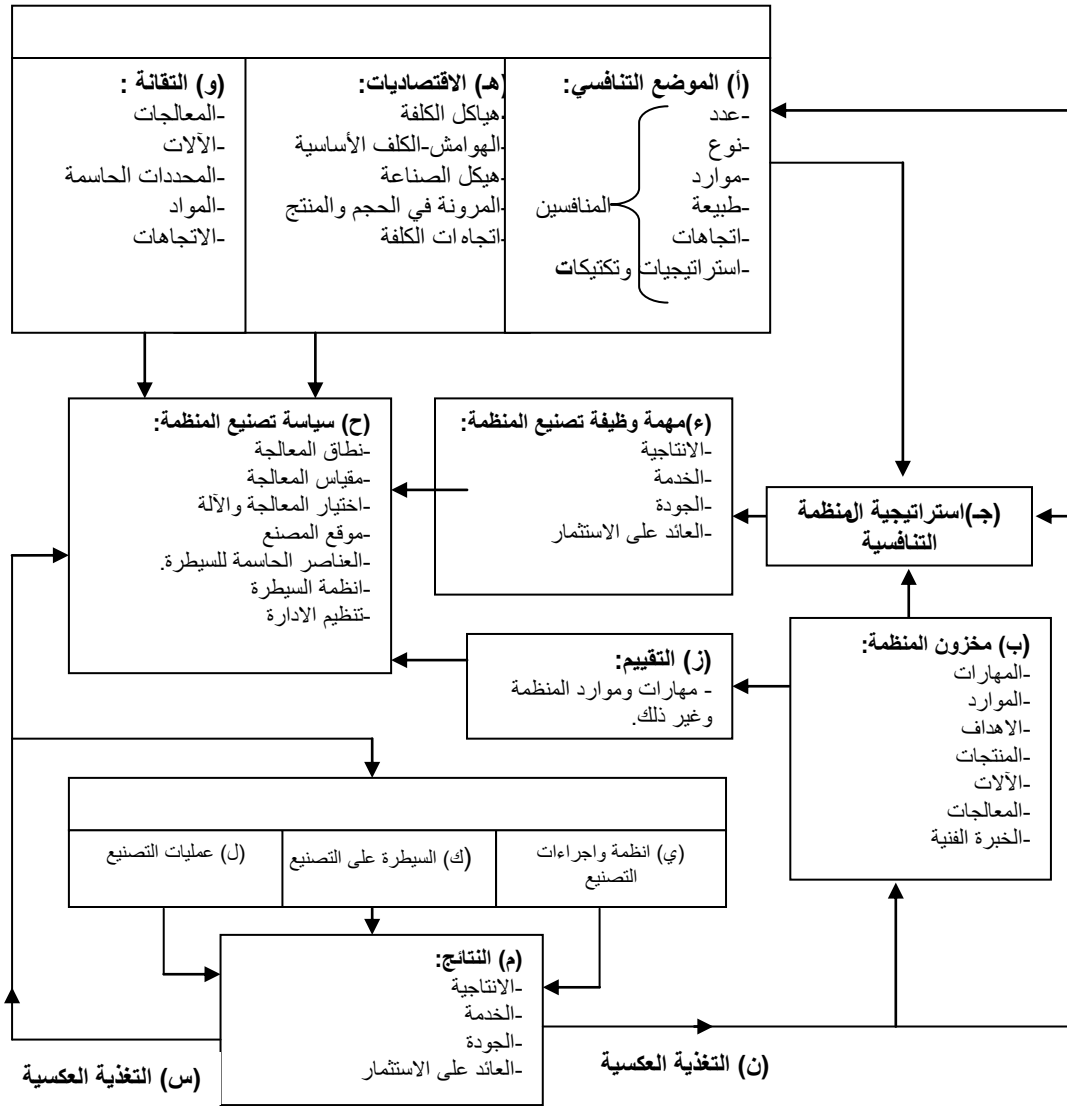 (أ) الموضع التنافسي:
-عدد
-نوع
-موارد
-طبيعة
-اتجاهات
-استراتيجيات وتكتيكات
المنافسين
(هـ) الاقتصاديات:
-هياكل الكلفة
-الهوامش-الكلف الأساسية
-هيكل الصناعة
-المرونة في الحجم والمنتج
-اتجاه ات الكلفة
(و) التقانة :
-المعالجات
-الآلات
-المحددات الحاسمة
-المواد
-الاتجاهات
(ح) سياسة تصنيع المنظمة:
-نطاق المعالجة
-مقياس المعالجة
-اختيار المعالجة والآلة
-موقع المصنع
-العناصر الحاسمة للسيطرة.
-انظمة السيطرة
-تنظيم الادارة
(ء)مهمة وظيفة تصنيع المنظمة:
-الانتاجية
-الخدمة
-الجودة
-العائد على الاستثمار
(جـ)استراتيجية المنظمة
التنافسية
(ز) التقييم:
- مهارات وموارد المنظمة
وغير ذلك.
(ب) مخزون المنظمة:
-المهارات
-الموارد
-الاهداف
-المنتجات
-الآلات
-المعالجات
-الخبرة الفنية
(ي) انظمة واجراءات
التصنيع
(ك) السيطرة على التصنيع
(ل) عمليات التصنيع
(م) النتائج:
-الانتاجية
-الخدمة
-الجودة
-العائد على الاستثمار
(ن) التغذية العكسية
(س) التغذية العكسية